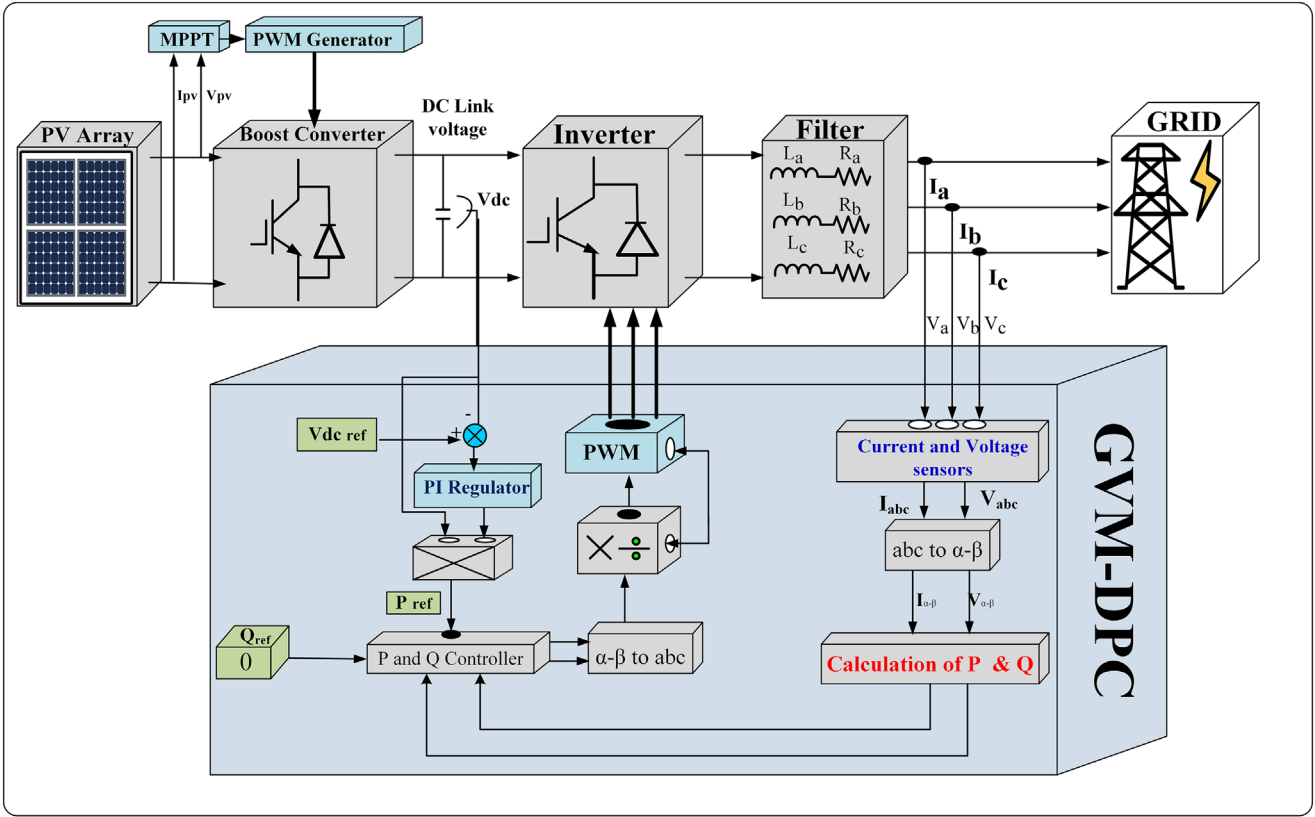 MPPT
PWM Generator
Ipv
Vpv
PV Array
Boost Converter
DC Link
voltage
Vdc
Inverter
Filter
La
Ra
Lb
Rb
Lc
Rc
GRID
Ia
Ib
Ic
Va
Vb
Vc
Vdc ref
-
+
PI Regulator
PWM
× ÷
P ref
Qref
0
P and Q Controller
α-β to abc
Current and Voltage
sensors
Iabc
Vabc
abc to α-β
Iα-β
Vα-β
Calculation of P & Q
GVM-DPC